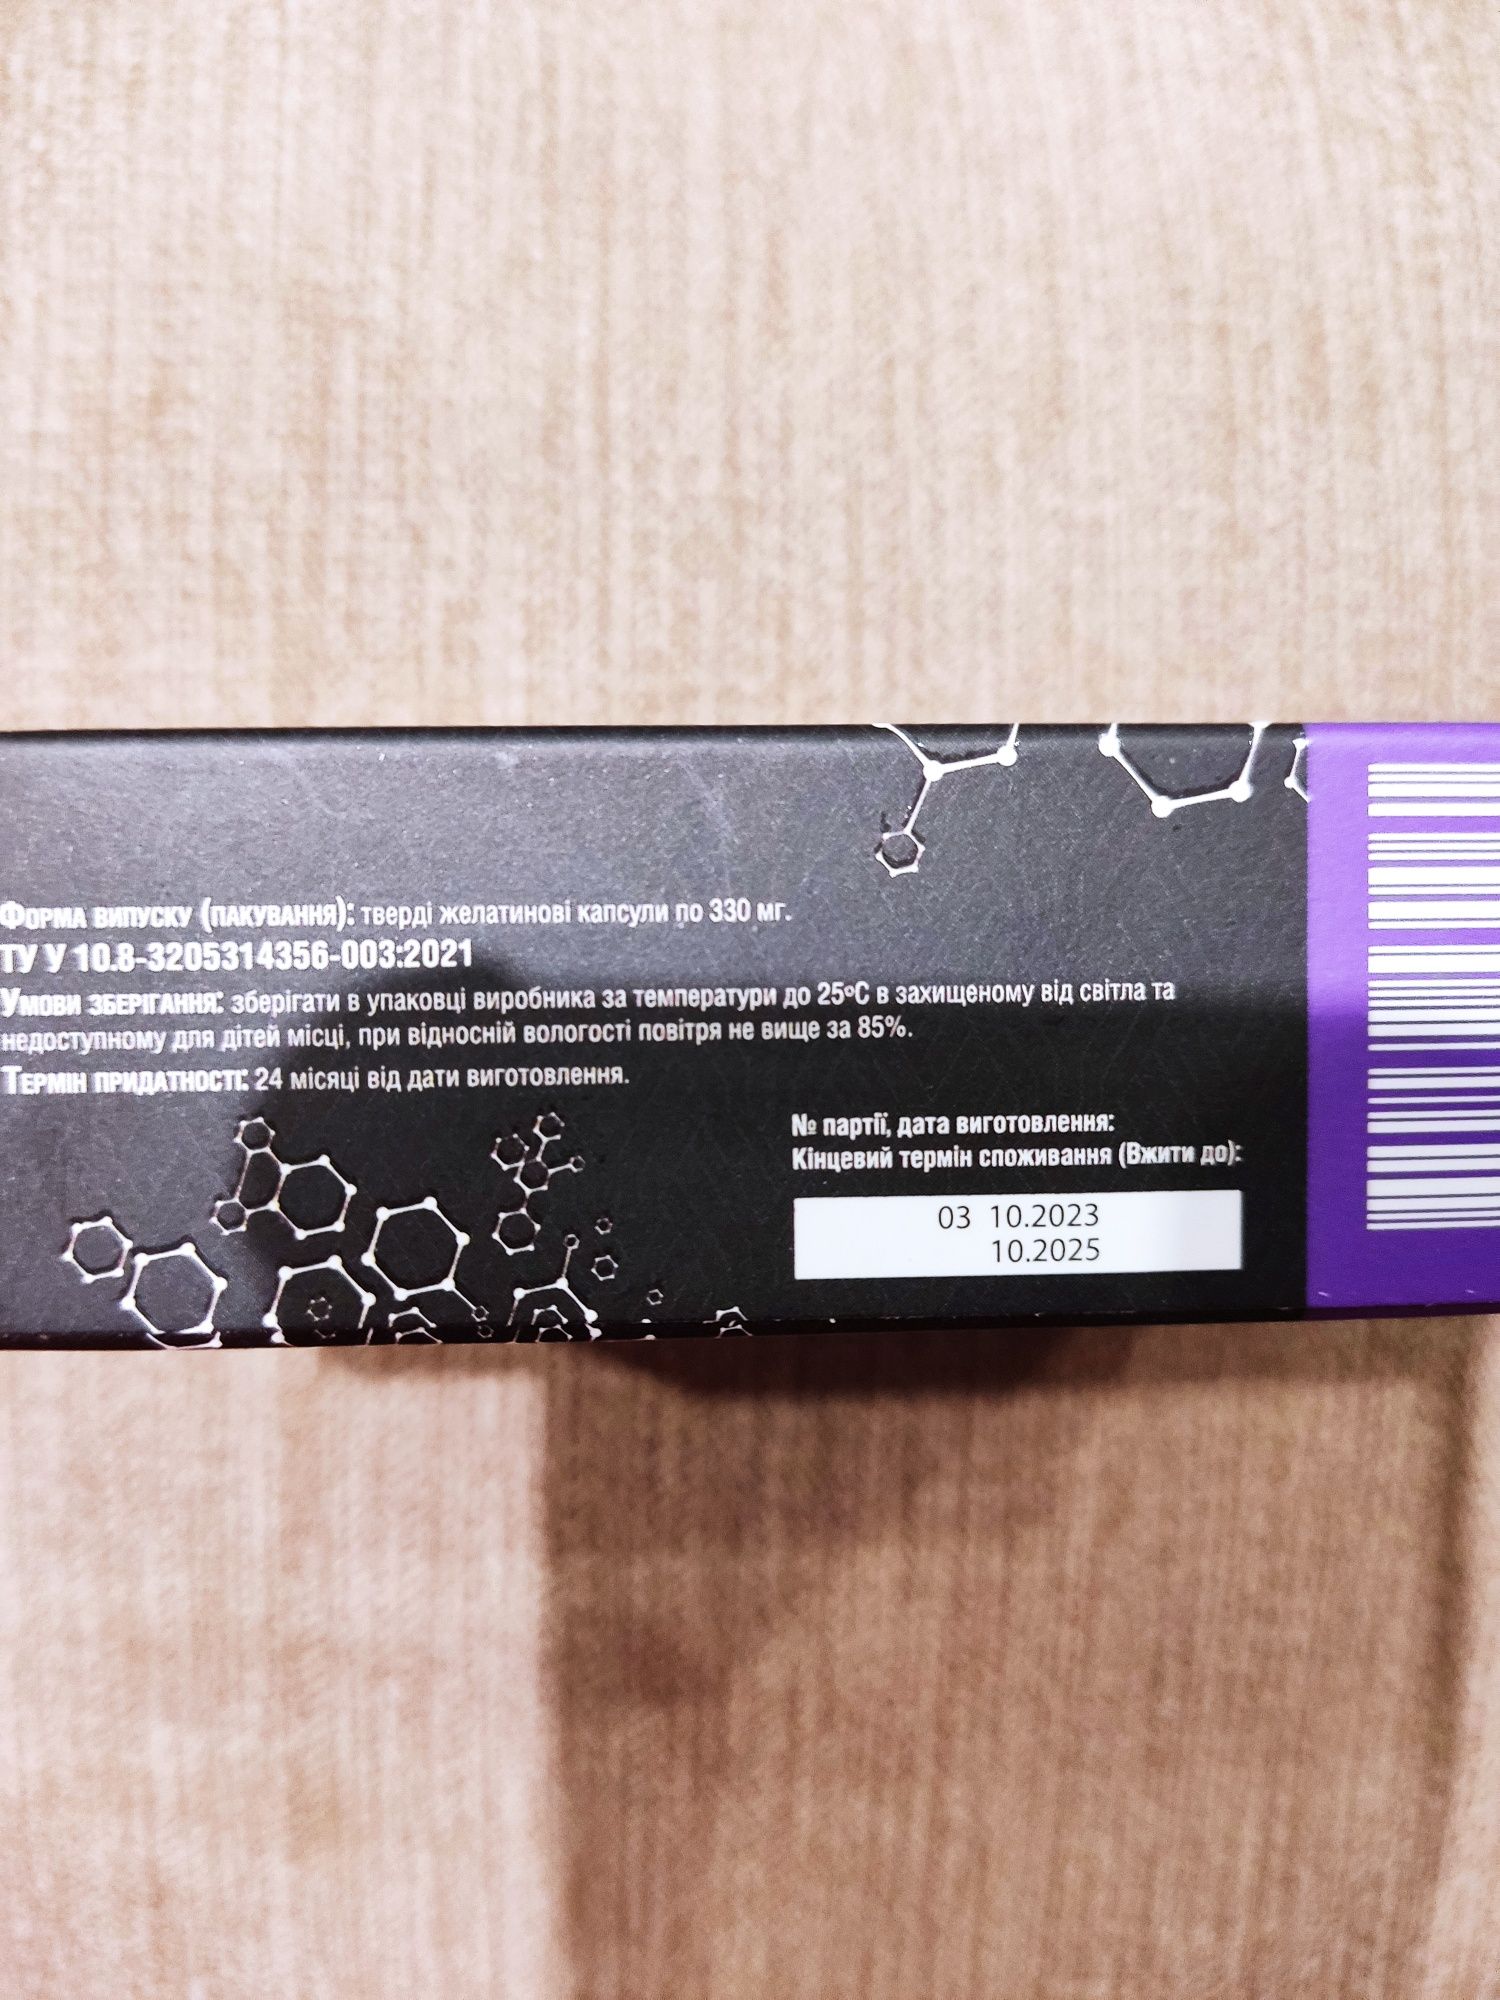 Форма випуску (пакування): тверді желатинові капсули по 330 мг.
ТУ У 10.8-3205314356-003:2021
Умови зберігання: зберігати в упаковці виробника за температури до 25ºС в захищеному від світла та
недоступному для дітей місці, при відносній вологості повітря не вище за 85%.
Термін придатності: 24 місяці від дати виготовлення.
№ партії, дата виготовлення:
Кінцевий термін споживання (Вжити до):
03 10.2023
10.2025